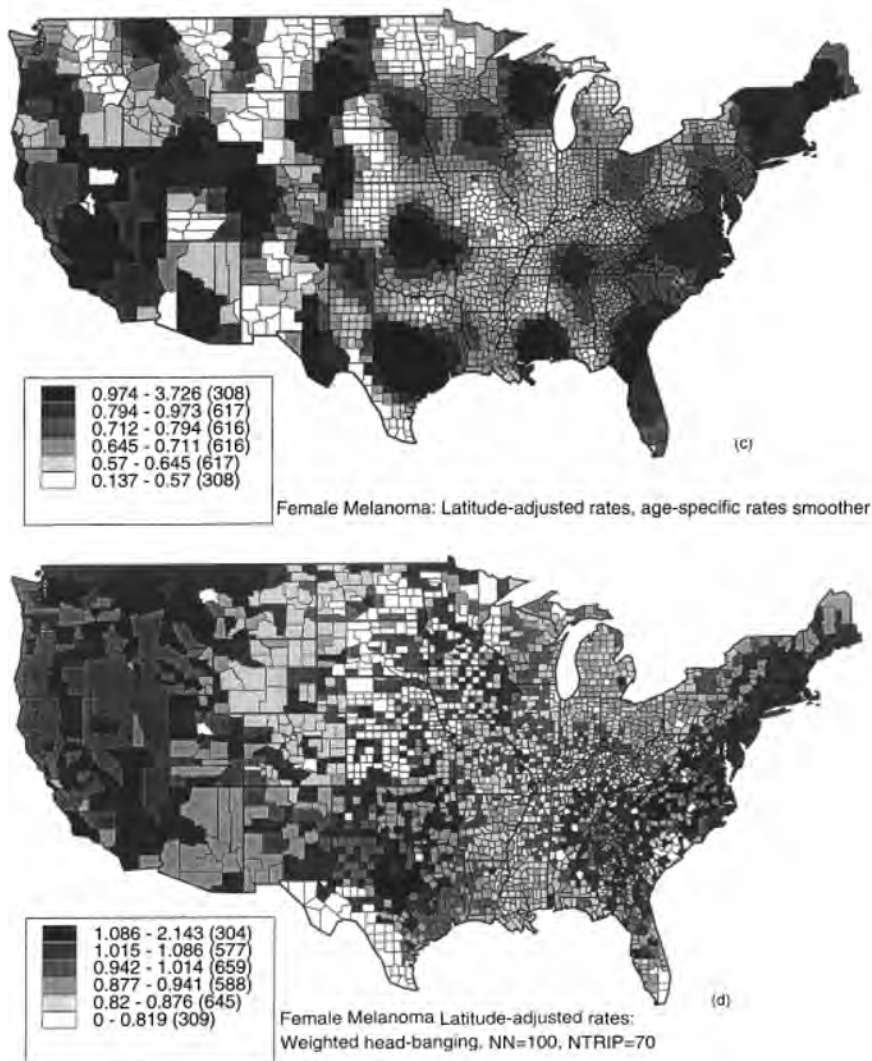 0.974 - 3.726 (308)
0.794 - 0.973 (617)
0.712 - 0.794 (616)
0.645 - 0.711 (616)
0.57 - 0.645 (617)
0.137 - 0.57 (308)
(c)
Female Melanoma: Latitude-adjusted rates, age-specific rates smoother
1.086 - 2.143 (304)
1.015 - 1.086 (577)
0.942 - 1.014 (659)
0.877 - 0.941 (588)
0.82 - 0.876 (645)
0 - 0.819 (309)
(d)
Female Melanoma Latitude-adjusted rates:
Weighted head-banging, NN=100, NTRIP=70